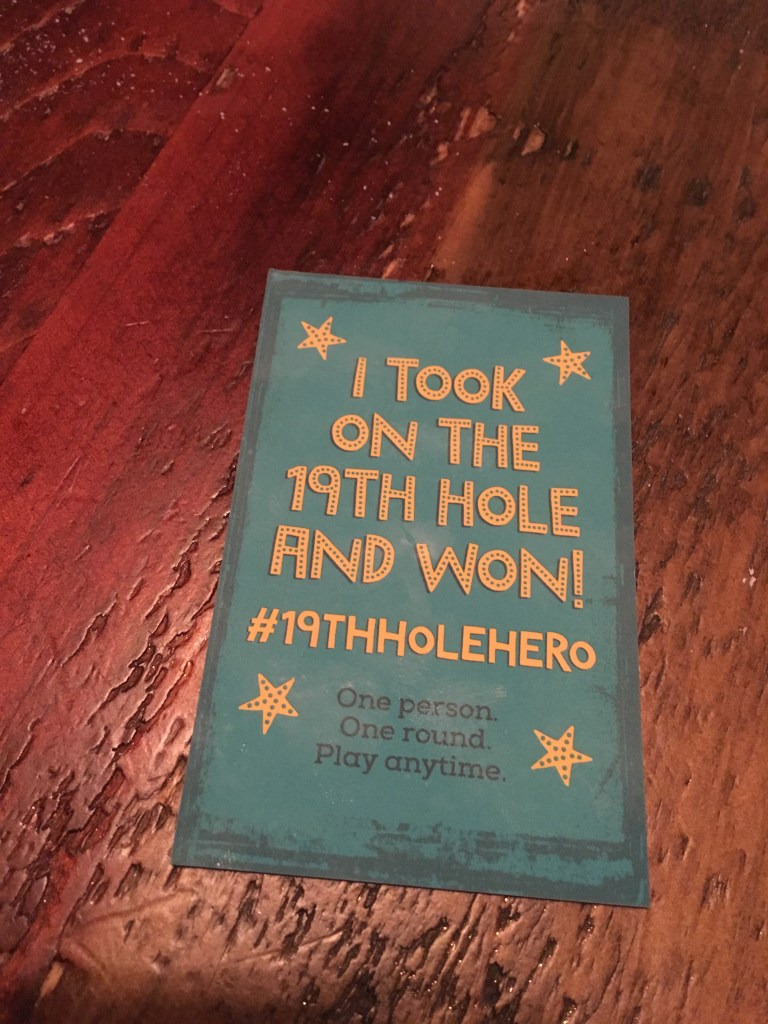 I TOOK
ON THE
19TH HOLE
AND WON!
#19THHOLEHERO
One person.
One round.
Play anytime.